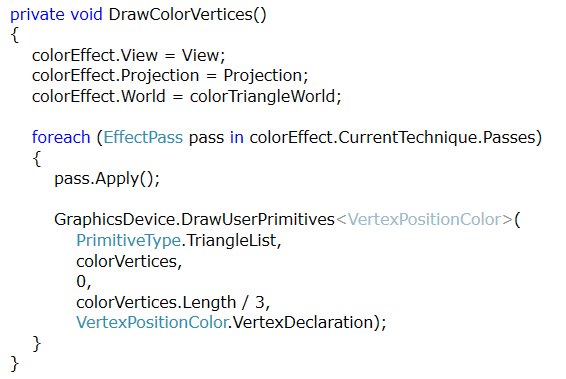 private void DrawColorVertices()
{
colorEffect.View = View;
colorEffect.Projection = Projection;
colorEffect.World = colorTriangleWorld;
foreach (EffectPass pass in colorEffect.CurrentTechnique.Passes)
{
pass.Apply();
GraphicsDevice.DrawUserPrimitives<VertexPositionColor>(
PrimitiveType.TriangleList,
colorVertices,
0,
colorVertices.Length / 3,
VertexPositionColor.VertexDeclaration);
}
}